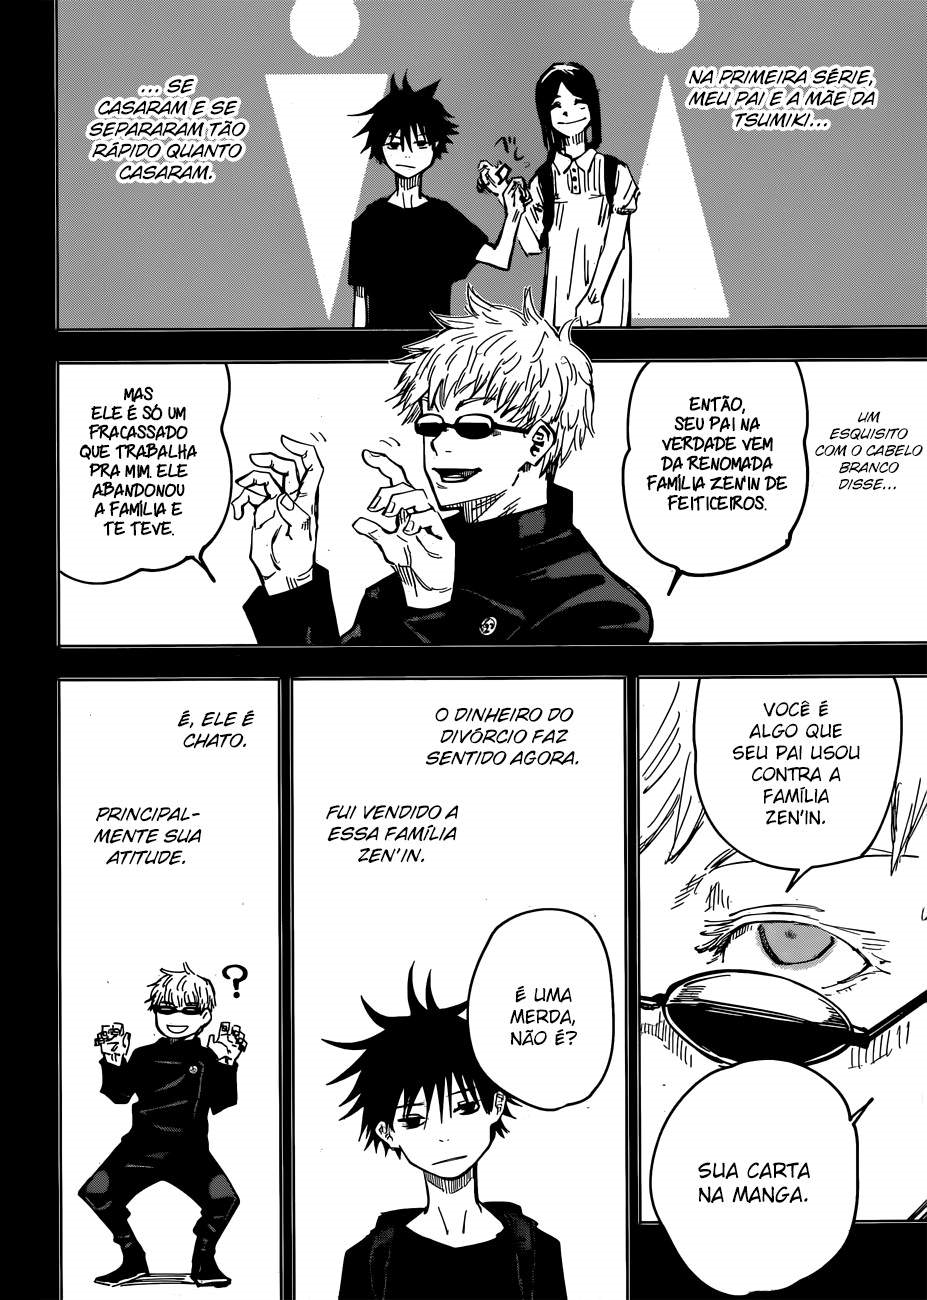 NA PRIMEIRA SÉRIE,
MEU PAI E A MÃE DA
TSUMIKI...
... SE
CASARAM E SE
SEPARARAM TÃO
RÁPIDO QUANTO
CASARAM.
UM
ESQUISITO
COM O CABELO
BRANCO
DISSE...
ENTÃO,
SEU PAI NA
VERDADE VEM
DA RENOMADA
FAMÍLIA ZEN'IN DE
FEITICEIROS.
MAS
ELE É SÓ UM
FRACASSADO
QUE TRABALHA
PRA MIM. ELE
ABANDONOU
A FAMÍLIA E
TE TEVE.
VOCÊ É
ALGO QUE
SEU PAI USOU
CONTRA A
FAMÍLIA
ZEN'IN.
SUA CARTA
NA MANGA.
O DINHEIRO DO
DIVÓRCIO FAZ
SENTIDO AGORA.
FUI VENDIDO A
ESSA FAMÍLIA
ZEN'IN.
É UMA
MERDA,
NÃO É?
É, ELE É
CHATO.
PRINCIPAL-
MENTE SUA
ATITUDE.
?